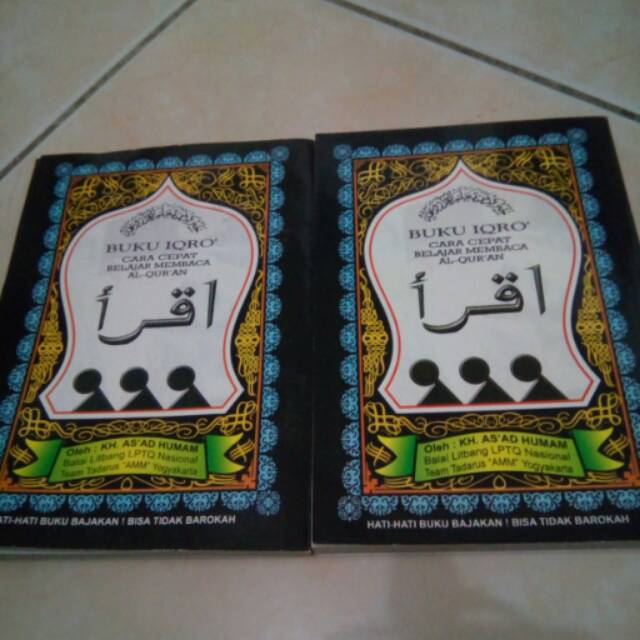 BUKU IQRO'
CARA CEPAT
BELAJAR MEMBACA
AL-QUR'AN
اقرأ
Oleh : KH. AS'AD HUMAM
Balai Litbang LPTQ Nasional
Team Tadarus "AMM" Yogyakarta
HATI-HATI BUKU BAJAKAN ! BISA TIDAK BAROKAH
BUKU IQRO'
CARA CEPAT
BELAJAR MEMBACA
AL-QUR'AN
اقرأ
Oleh : KH. AS'AD HUMAM
Balai Litbang LPTQ Nasional
Team Tadarus "AMM" Yogyakarta
HATI-HATI BUKU BAJAKAN ! BISA TIDAK BAROKAH